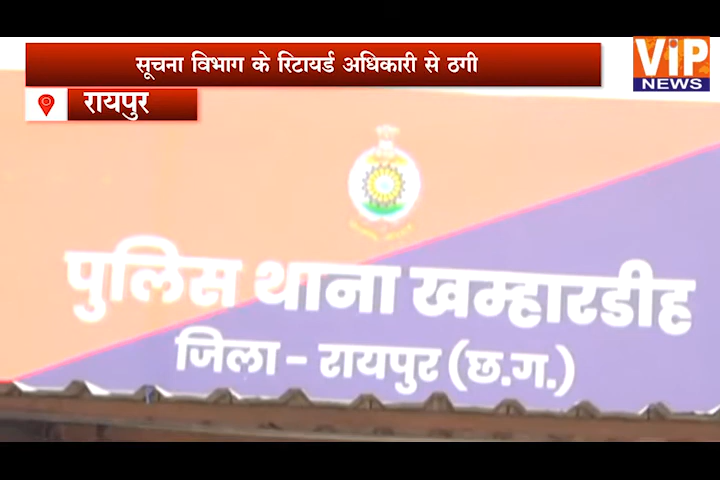 सूचना विभाग के रिटायर्ड अधिकारी से ठगी
ViP
NEWS
रायपुर
पुलिस थाना खम्हारडीह
जिला - रायपुर (छ.ग.)